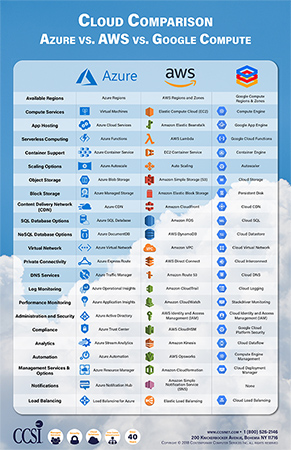 CLOUD COMPARISON
AZURE VS. AWS VS. GOOGLE COMPUTE
Azure
aws
Google Compute
Available Regions Azure Regions AWS Regions and Zones Google Compute Regions & Zones
Compute Services Virtual Machines Elastic Compute Cloud (EC2) Compute Engine
App Hosting Azure Cloud Services Amazon Elastic Beanstalk Google App Engine
Serverless Computing Azure Functions AWS Lambda Google Cloud Functions
Container Support Azure Container Service EC2 Container Service Container Engine
Scaling Options Azure Autoscale Auto Scaling Autoscaler
Object Storage Azure Blob Storage Amazon Simple Storage (S3) Cloud Storage
Block Storage Azure Managed Storage Amazon Elastic Block Storage Persistent Disk
Content Delivery Network (CDN) Azure CDN Amazon CloudFront Cloud CDN
SQL Database Options Azure SQL Database Amazon RDS Cloud SQL
NoSQL Database Options Azure DocumentDB AWS DynamoDB Cloud Datastore
Virtual Network Azure Virtual Network Amazon VPC Cloud Virtual Network
Private Connectivity Azure Express Route AWS Direct Connect Cloud Interconnect
DNS Services Azure Traffic Manager Amazon Route 53 Cloud DNS
Log Monitoring Azure Operational Insights Amazon CloudTrail Cloud Logging
Performance Monitoring Azure Application Insights Amazon CloudWatch Stackdriver Monitoring
Administration and Security Azure Active Directory AWS Identity and Access Management (IAM) Cloud Identity and Access Management (IAM)
Compliance Azure Trust Center AWS CloudHSM Google Cloud Platform Security
Analytics Azure Stream Analytics Amazon Kinesis Cloud Dataflow
Automation Azure Automation AWS Opsworks Compute Engine Management
Management Services & Options Azure Resource Manager Amazon Cloudformation Cloud Deployment Manager
Notifications Azure Notification Hub Amazon Simple Notification Service (SNS) None
Load Balancing Load Balancing for Azure Elastic Load Balancing Cloud Load Balancing
CCSI
40
WWW.CCSINET.COM • 1 (800) 526-2146
200 KNICKERBOCKER AVENUE, BOHEMIA NY 11716